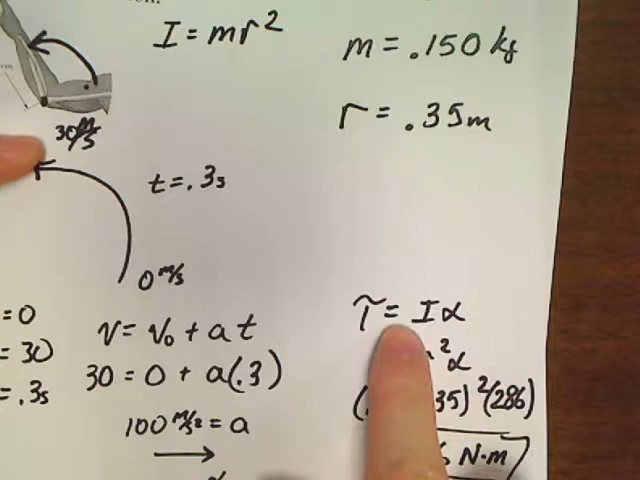 I = mr²
m = .150 kg
r = .35m
30 m/s
t = .3s
0 m/s
τ = Iα
= 0
v = v₀ + at
²α
= 30
30 = 0 + a(.3)
= .3s
35)²(286)
100 m/s² = a
N·m
α